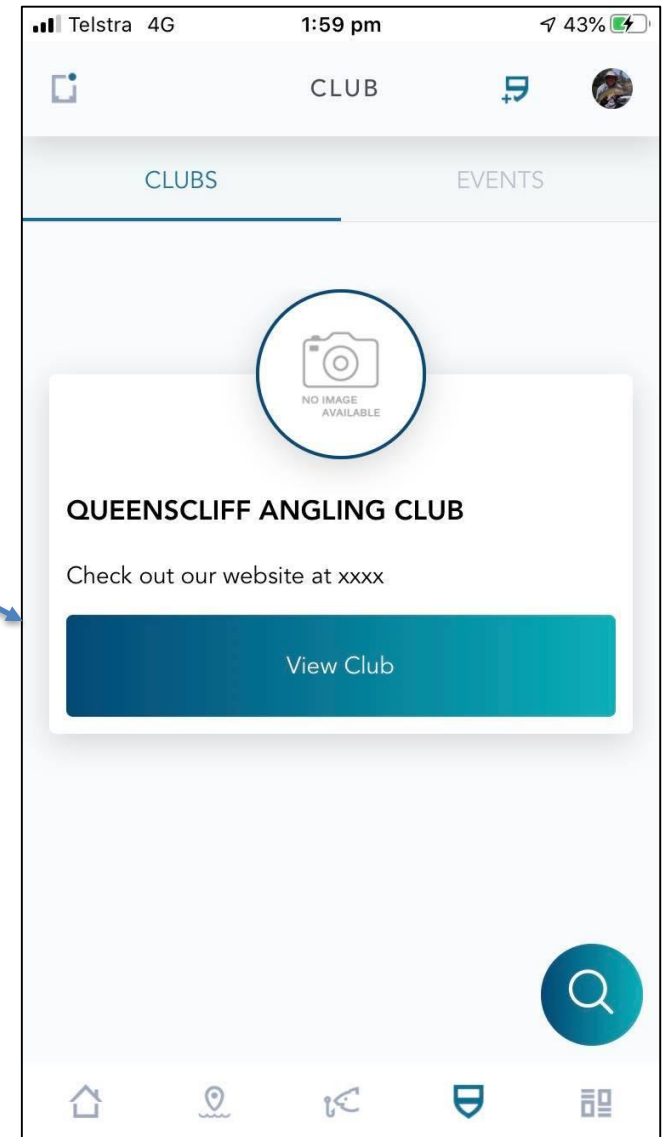 Telstra 4G 1:59 pm 43%
CLUB
CLUBS EVENTS
NO IMAGE
AVAILABLE
QUEENSCLIFF ANGLING CLUB
Check out our website at xxxx
View Club